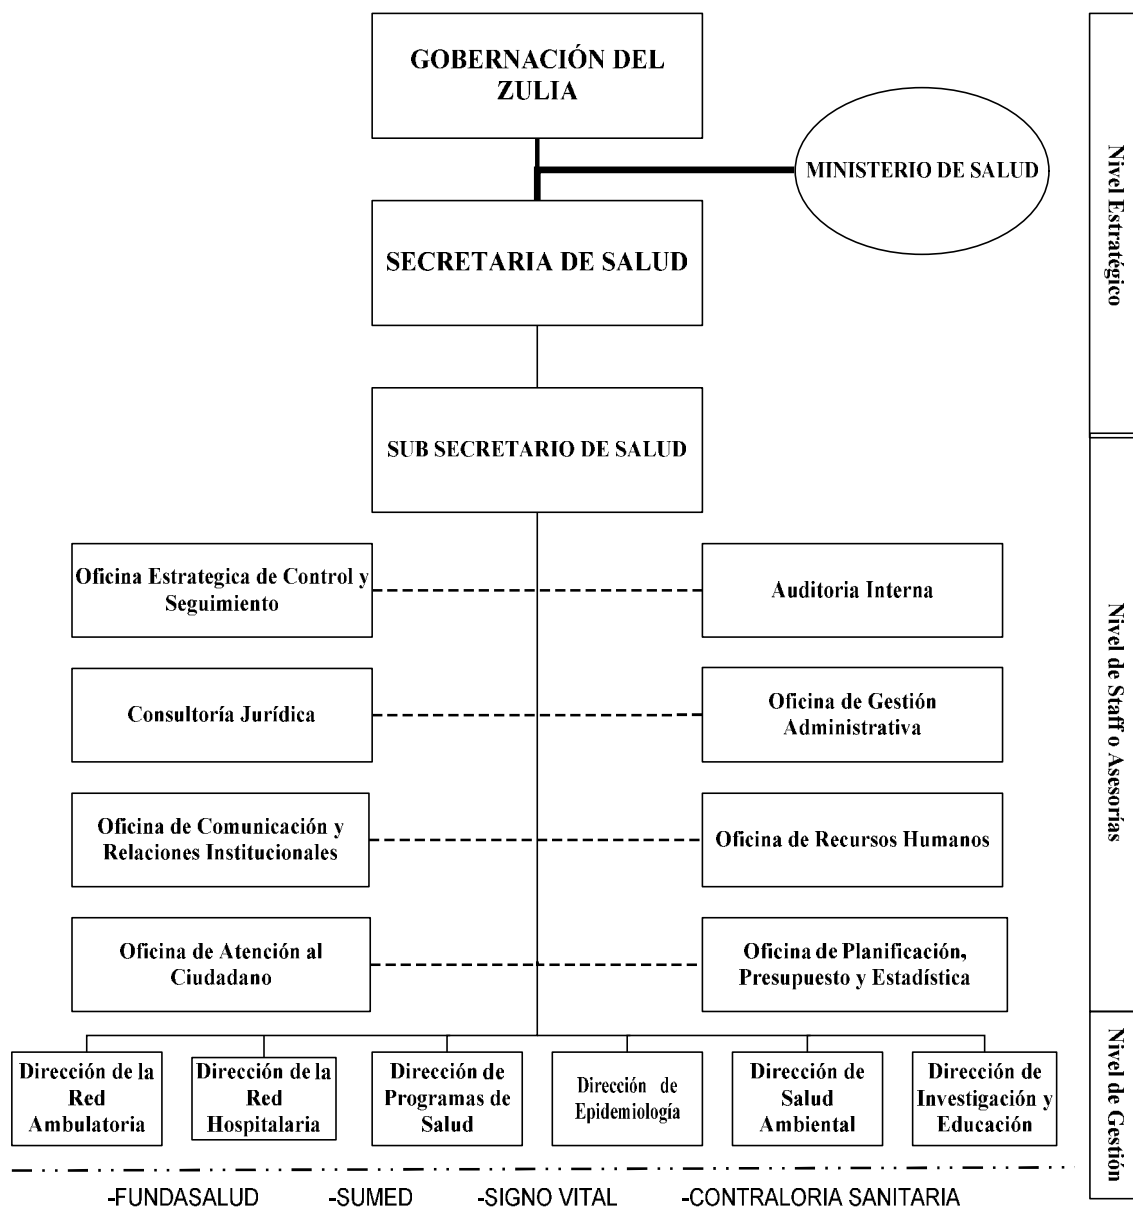 GOBERNACIÓN DEL
ZULIA
MINISTERIO DE SALUD
SECRETARIA DE SALUD
SUB SECRETARIO DE SALUD
Nivel Estratégico
Oficina Estrategica de Control y
Seguimiento
Auditoria Interna
Consultoría Jurídica
Oficina de Gestión
Administrativa
Oficina de Comunicación y
Relaciones Institucionales
Oficina de Recursos Humanos
Oficina de Atención al
Ciudadano
Oficina de Planificación,
Presupuesto y Estadística
Nivel de Staff o Asesorías
Dirección de la
Red
Ambulatoria
Dirección de la
Red
Hospitalaria
Dirección de
Programas de
Salud
Dirección de
Epidemiología
Dirección de
Salud
Ambiental
Dirección de
Investigación y
Educación
Nivel de Gestión
-FUNDASALUD -SUMED -SIGNO VITAL -CONTRALORIA SANITARIA